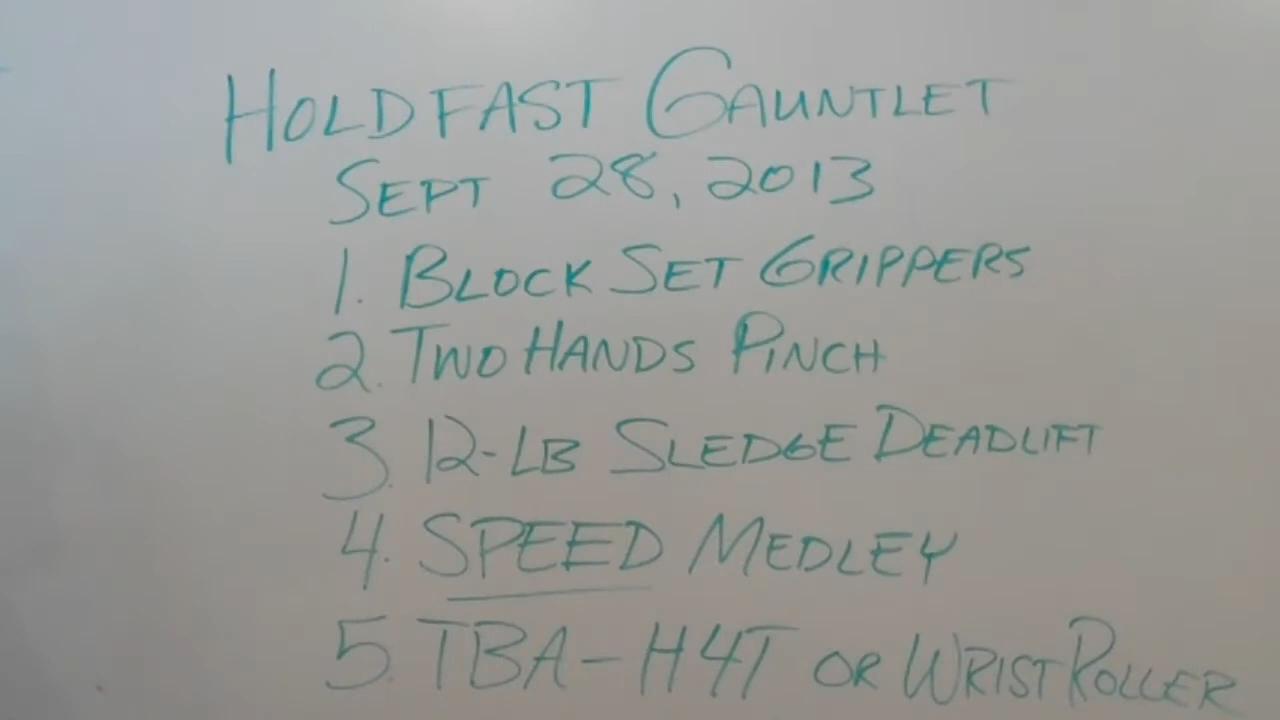 HOLDFAST GAUNTLET
SEPT 28, 2013
1. BLOCK SET GRIPPERS
2. TWO HANDS PINCH
3. 12-LB SLEDGE DEADLIFT
4. SPEED MEDLEY
5. TBA - H4T OR WRIST ROLLER